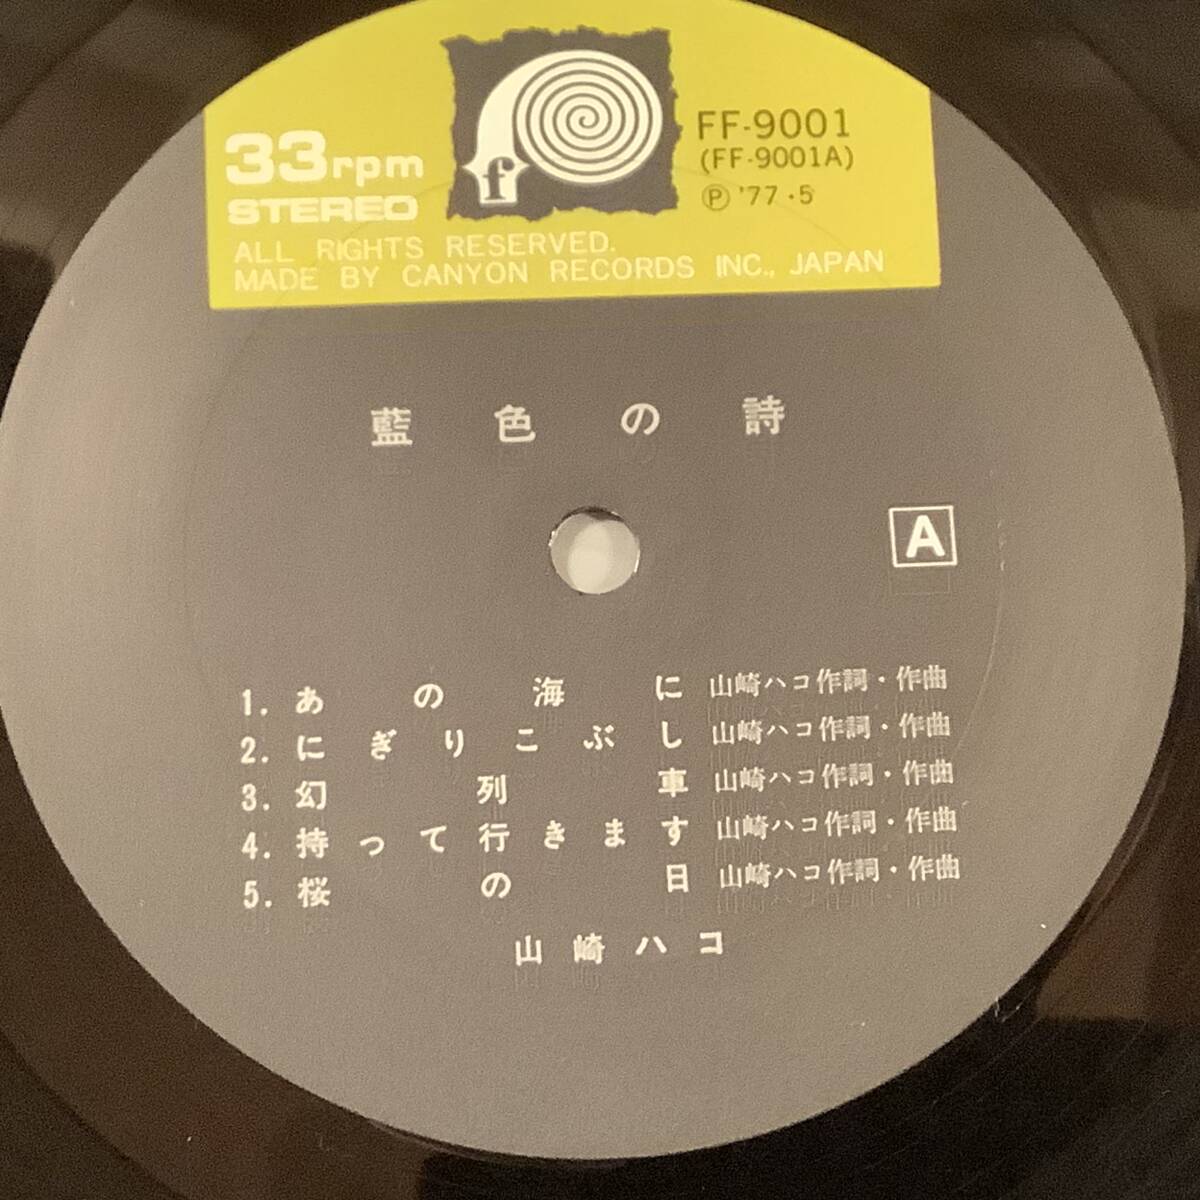 33rpm
STEREO
f
FF-9001
(FF-9001A)
Ⓟ '77・5
ALL RIGHTS RESERVED.
MADE BY CANYON RECORDS INC., JAPAN
藍色の詩
A
1. あの海に 山崎ハコ作詞・作曲
2. にぎりこぶし 山崎ハコ作詞・作曲
3. 幻列車 山崎ハコ作詞・作曲
4. 持って行きます 山崎ハコ作詞・作曲
5. 桜の日 山崎ハコ作詞・作曲
山崎ハコ